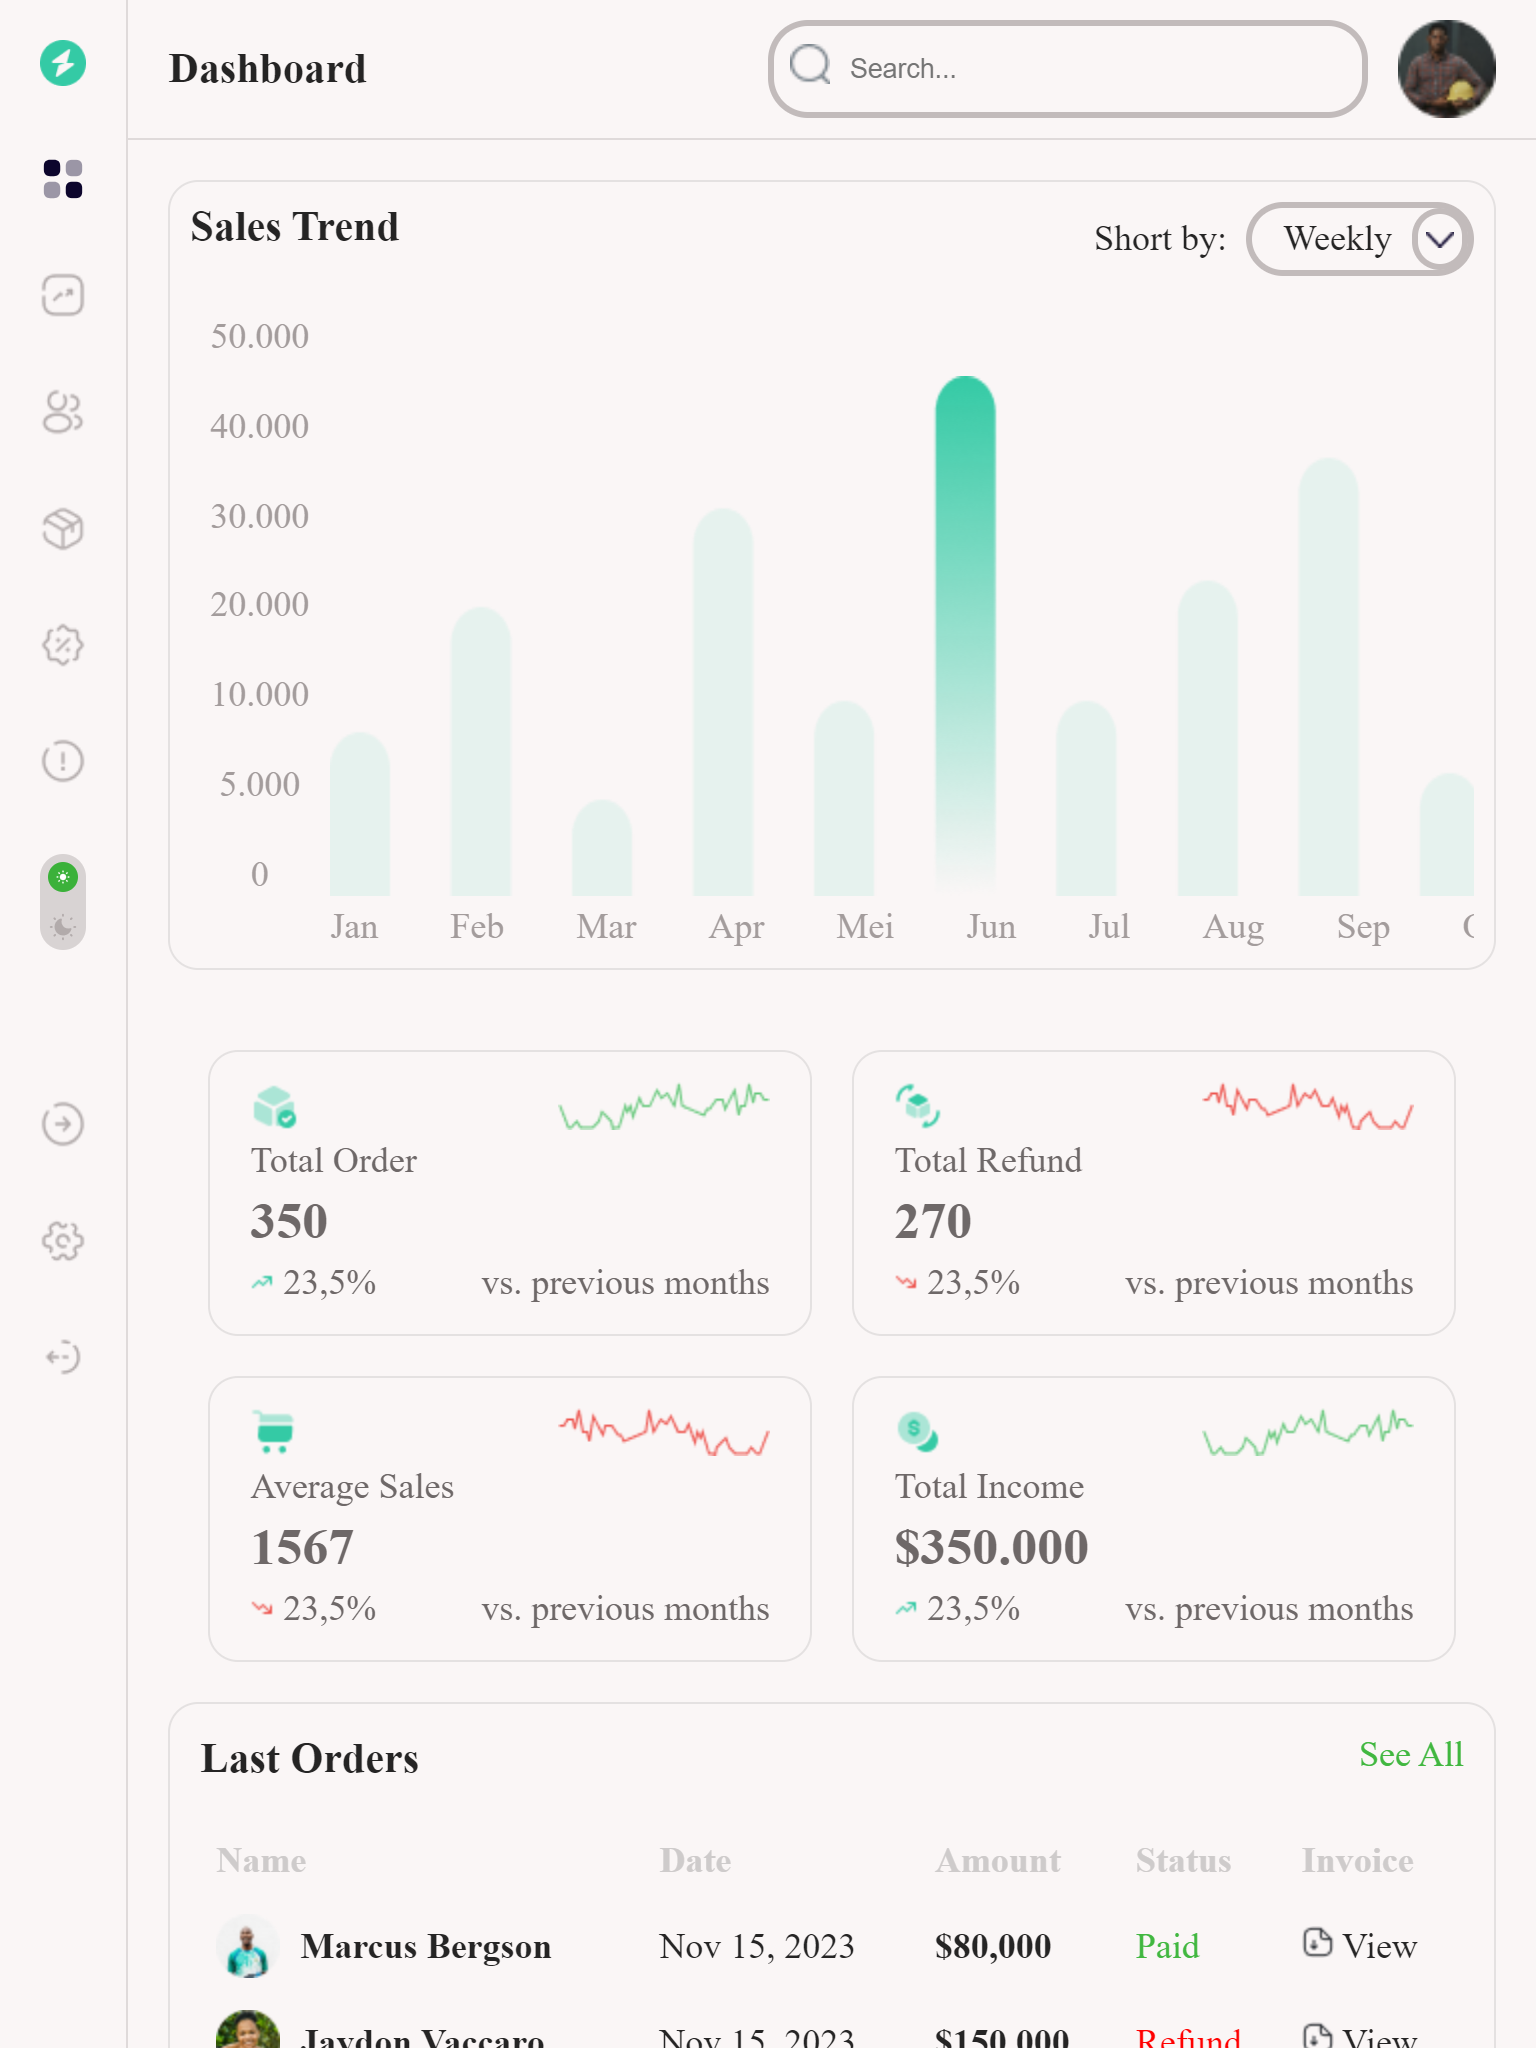 Dashboard
Search...
Sales Trend
Short by: Weekly
50.000
40.000
30.000
20.000
10.000
5.000
0
Jan Feb Mar Apr Mei Jun Jul Aug Sep
Total Order
350
23,5% vs. previous months
Total Refund
270
23,5% vs. previous months
Average Sales
1567
23,5% vs. previous months
Total Income
$350.000
23,5% vs. previous months
Last Orders
See All
Name Date Amount Status Invoice
Marcus Bergson Nov 15, 2023 $80,000 Paid View
Jaydon Vaccaro Nov 15, 2023 $150,000 Refund View